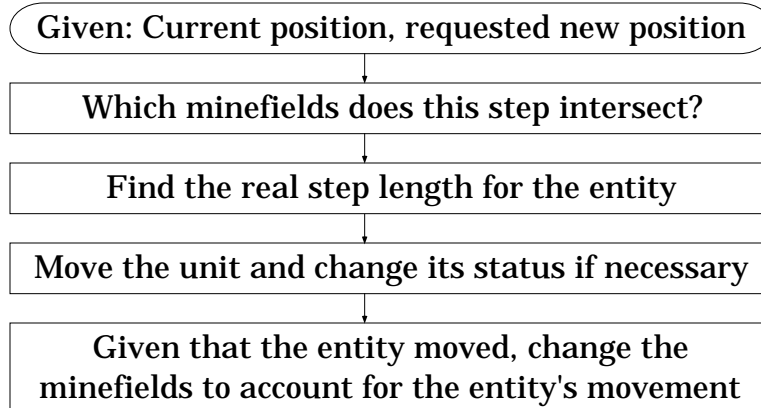 Given: Current position, requested new position
Which minefields does this step intersect?
Find the real step length for the entity
Move the unit and change its status if necessary
Given that the entity moved, change the
minefields to account for the entity's movement